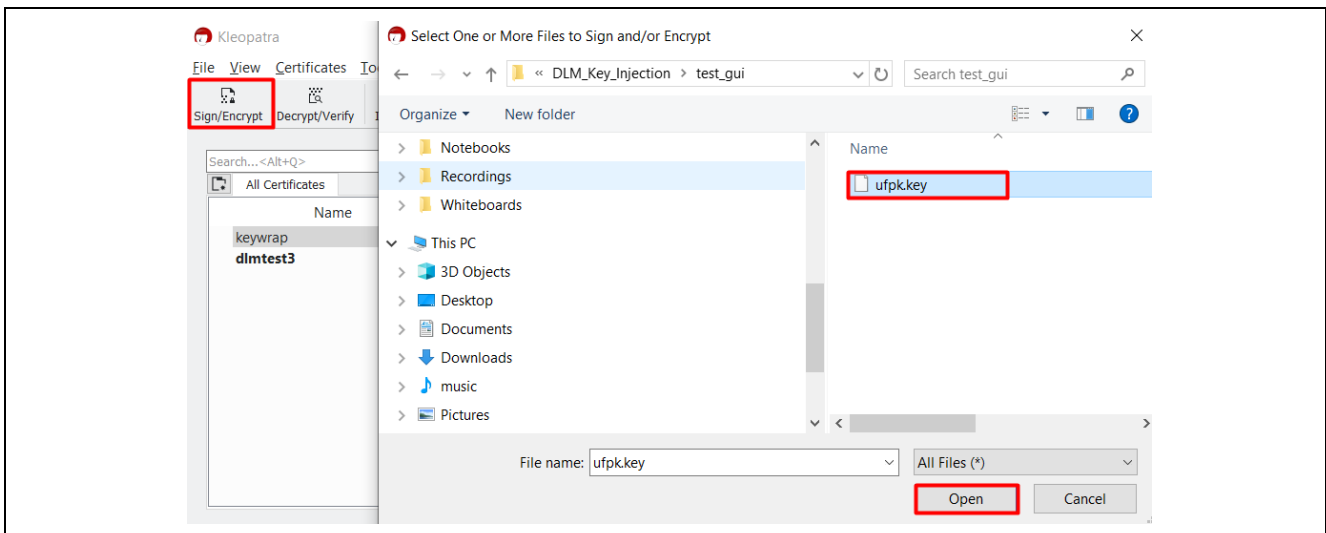 Kleopatra
File View Certificates
Sign/Encrypt Decrypt/Verify
Search...<Alt+Q>
All Certificates
Name
keywrap
dlmtest3
Select One or More Files to Sign and/or Encrypt
« DLM_Key_Injection > test_gui
Search test_gui
Organize New folder
Notebooks
Recordings
Whiteboards
This PC
3D Objects
Desktop
Documents
Downloads
music
Pictures
Name
ufpk.key
File name: ufpk.key
All Files (*)
Open Cancel